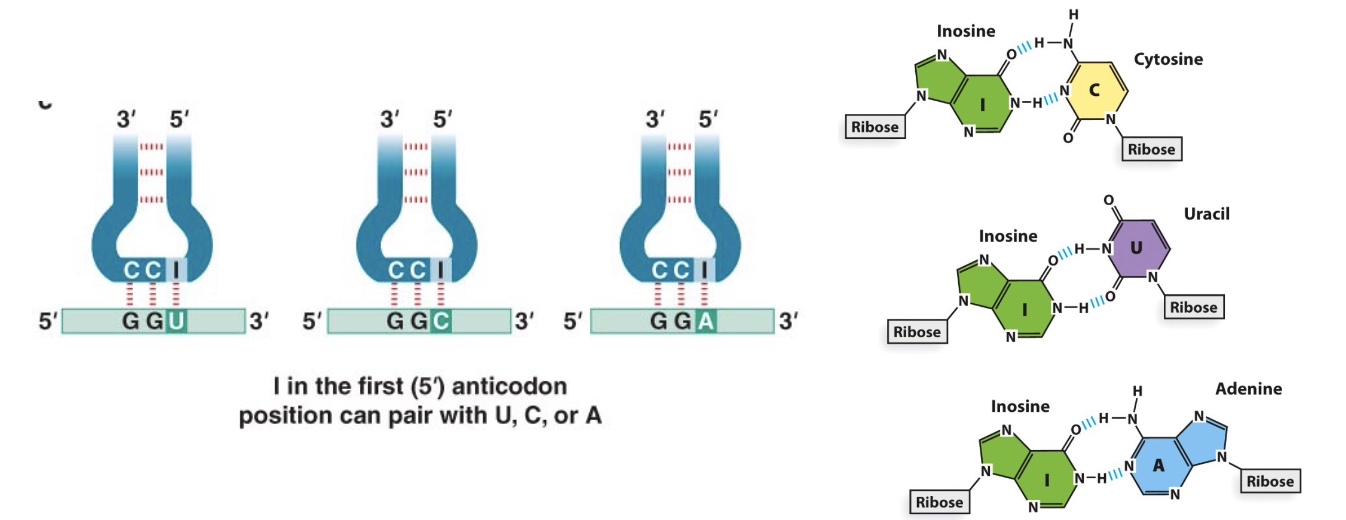 3′ 5′
C C I
5′ G G U 3′
3′ 5′
C C I
5′ G G C 3′
3′ 5′
C C I
5′ G G A 3′
I in the first (5′) anticodon
position can pair with U, C, or A
Inosine
Cytosine
N
N
I
N
N
O
H
H
H
N
N
C
N
O
Ribose
Ribose
Inosine
Uracil
N
N
I
N
N
O
H
H
O
N
U
N
O
Ribose
Ribose
Inosine
Adenine
N
N
I
N
N
O
H
H
H
N
N
A
N
N
N
Ribose
Ribose